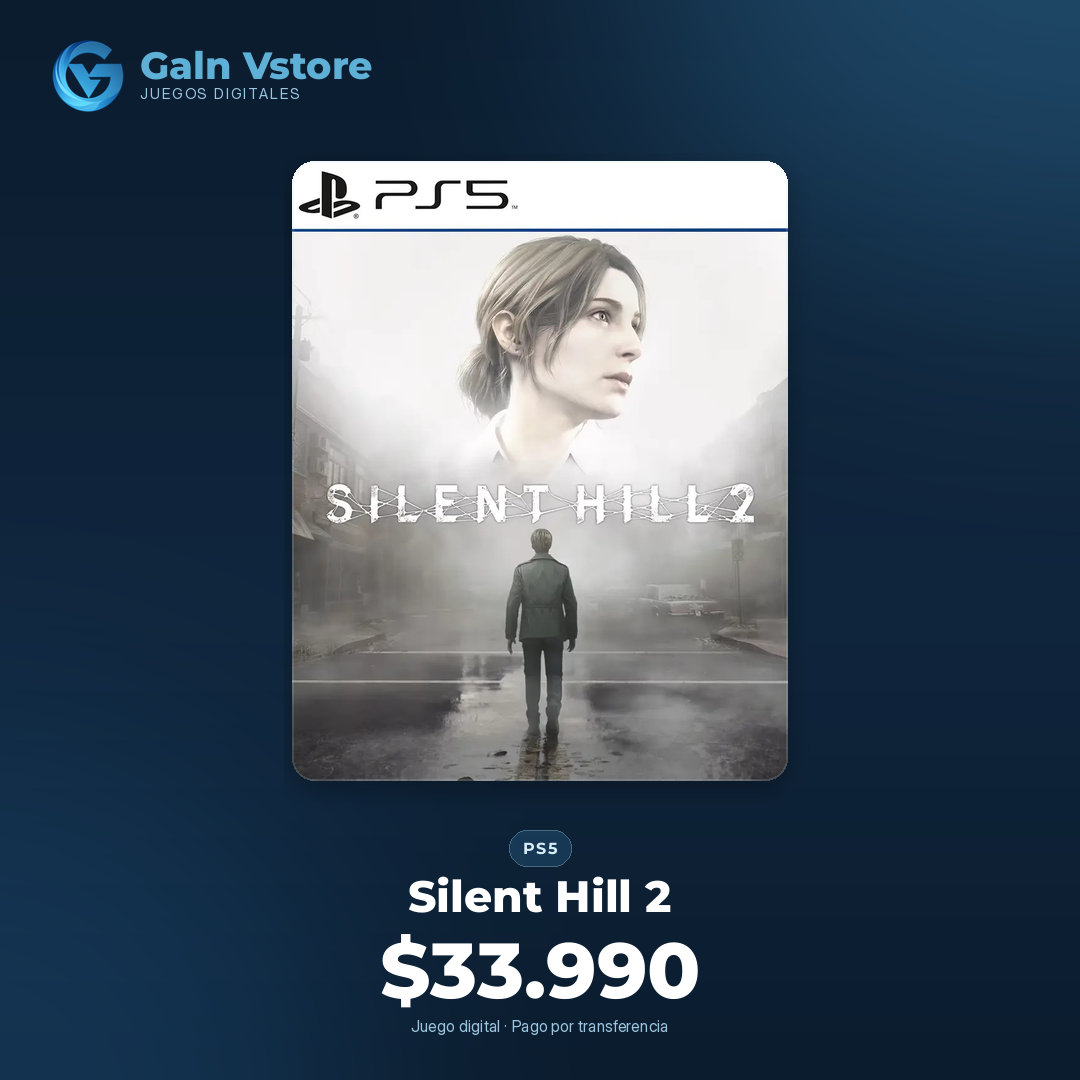 Galn Vstore
JUEGOS DIGITALES
PS5
SILENT HILL 2
PS5
Silent Hill 2
$33.990
Juego digital · Pago por transferencia